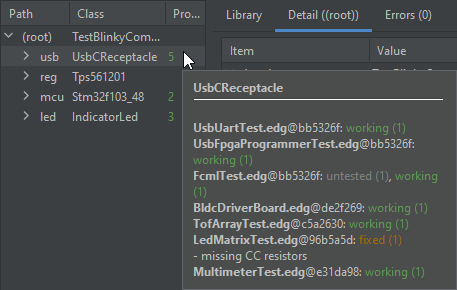 Path Class Pro...
(root) TestBlinkyCom...
usb UsbCReceptacle 5
reg Tps561201
mcu Stm32f103_48 2
led IndicatorLed 3
Library Detail ((root)) Errors (0)
Item Value
UsbCReceptacle
UsbUartTest.edg@bb5326f: working (1)
UsbFpgaProgrammerTest.edg@bb5326f:
working (1)
FcmlTest.edg@bb5326f: untested (1), working
(1)
BldcDriverBoard.edg@de2f269: working (1)
TofArrayTest.edg@c5a2630: working (1)
LedMatrixTest.edg@96b5a5d: fixed (1)
- missing CC resistors
MultimeterTest.edg@e31da98: working (1)